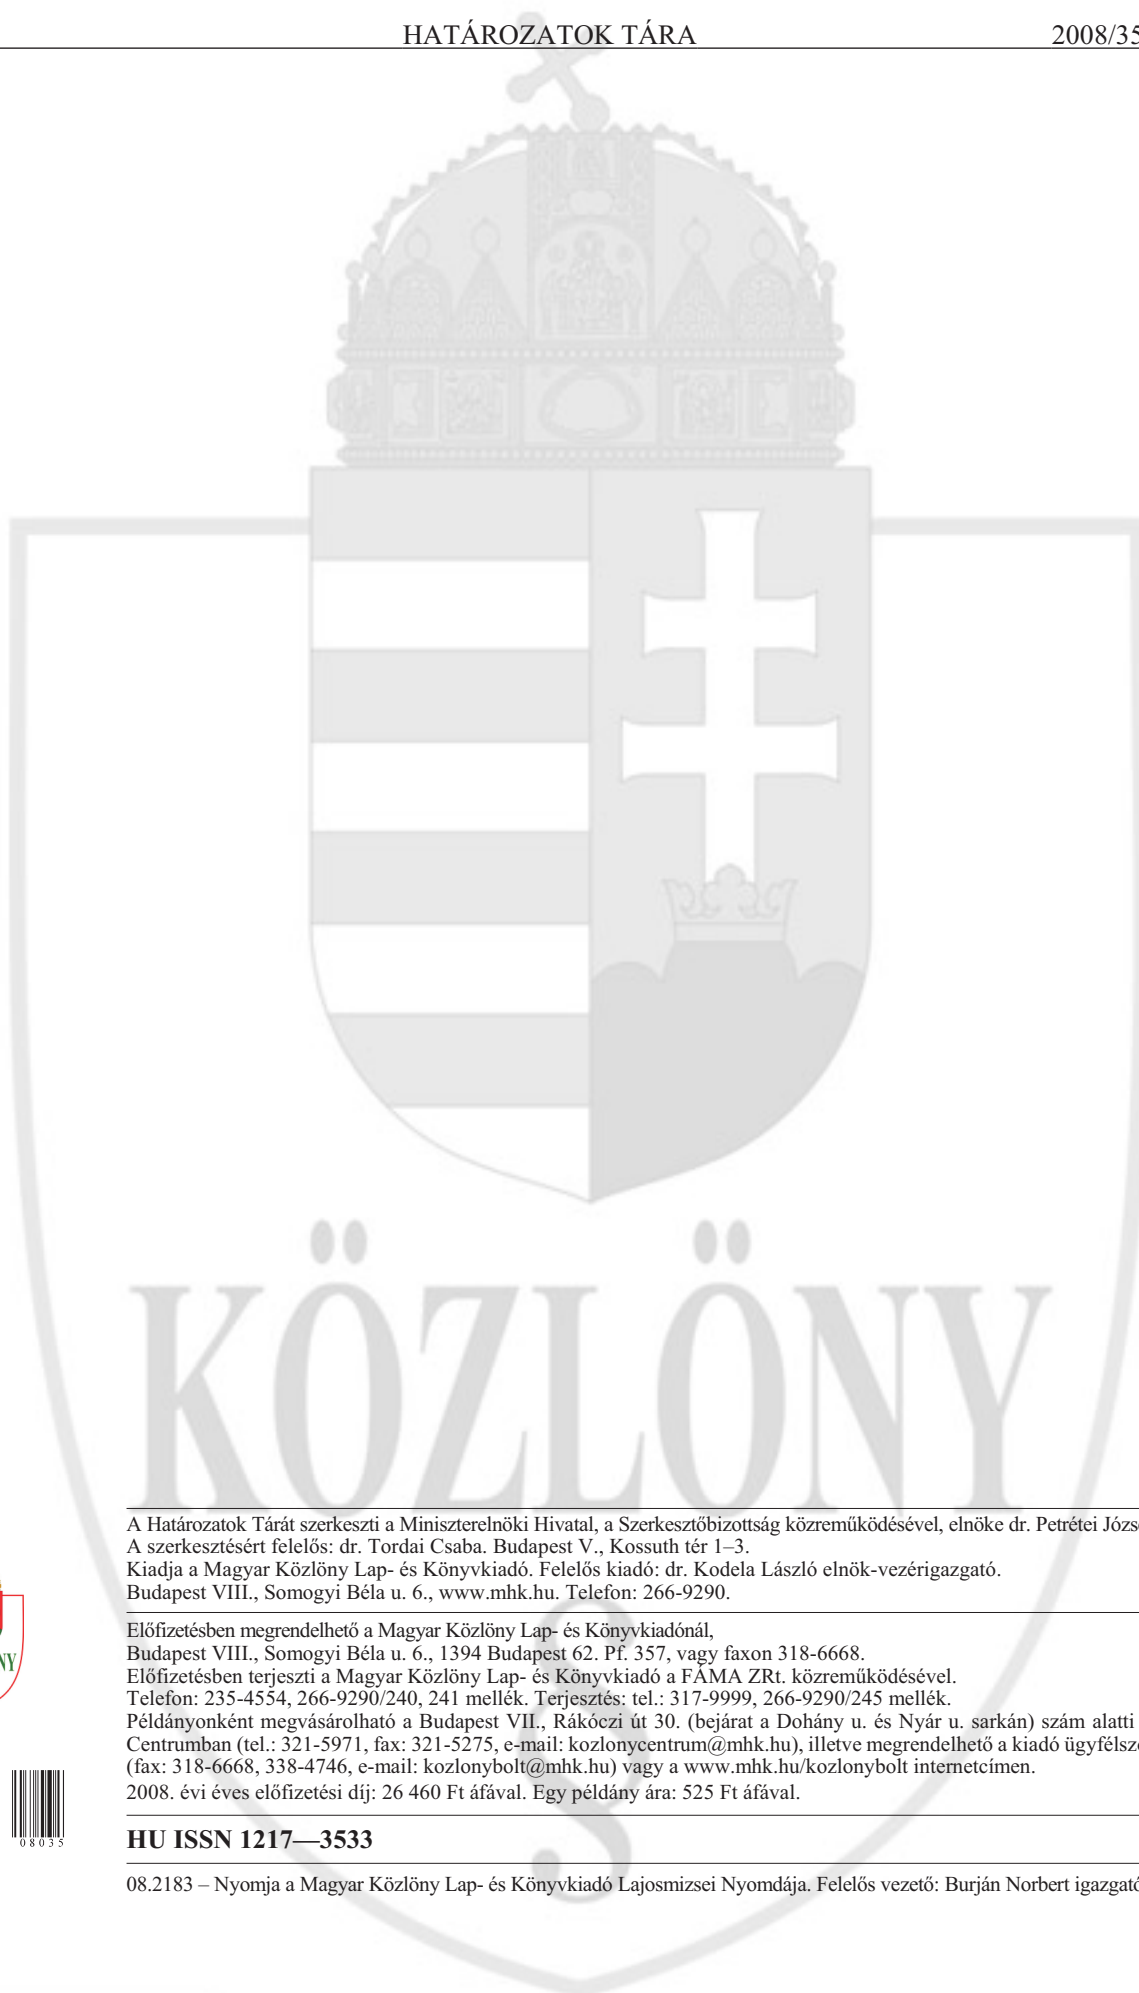 HATÁROZATOK TÁRA
2008/35
KÖZLÖNY
A Határozatok Tárát szerkeszti a Miniszterelnöki Hivatal, a Szerkesztőbizottság közreműködésével, elnöke dr. Petrétei
A szerkesztésért felelős: dr. Tordai Csaba. Budapest V., Kossuth tér 1–3.
Kiadja a Magyar Közlöny Lap- és Könyvkiadó. Felelős kiadó: dr. Kodela László elnök-vezérigazgató.
Budapest VIII., Somogyi Béla u. 6., www.mhk.hu. Telefon: 266-9290.
Előfizetésben megrendelhető a Magyar Közlöny Lap- és Könyvkiadónál,
Budapest VIII., Somogyi Béla u. 6., 1394 Budapest 62. Pf. 357, vagy faxon 318-6668.
Előfizetésben terjeszti a Magyar Közlöny Lap- és Könyvkiadó a FÁMA ZRt. közreműködésével.
Telefon: 235-4554, 266-9290/240, 241 mellék. Terjesztés: tel.: 317-9999, 266-9290/245 mellék.
Példányonként megvásárolható a Budapest VII., Rákóczi út 30. (bejárat a Dohány u. és Nyár u. sarkán) szám alatti
Centrumban (tel.: 321-5971, fax: 321-5275, e-mail: kozlonycentrum@mhk.hu), illetve megrendelhető a kiadó
(fax: 318-6668, 338-4746, e-mail: kozlonybolt@mhk.hu) vagy a www.mhk.hu/kozlonybolt internetcímen.
2008. évi éves előfizetési díj: 26 460 Ft áfával. Egy példány ára: 525 Ft áfával.
08035
HU ISSN 1217—3533
08.2183 – Nyomja a Magyar Közlöny Lap- és Könyvkiadó Lajosmizsei Nyomdája. Felelős vezető: Burján Norbert igazgató
§